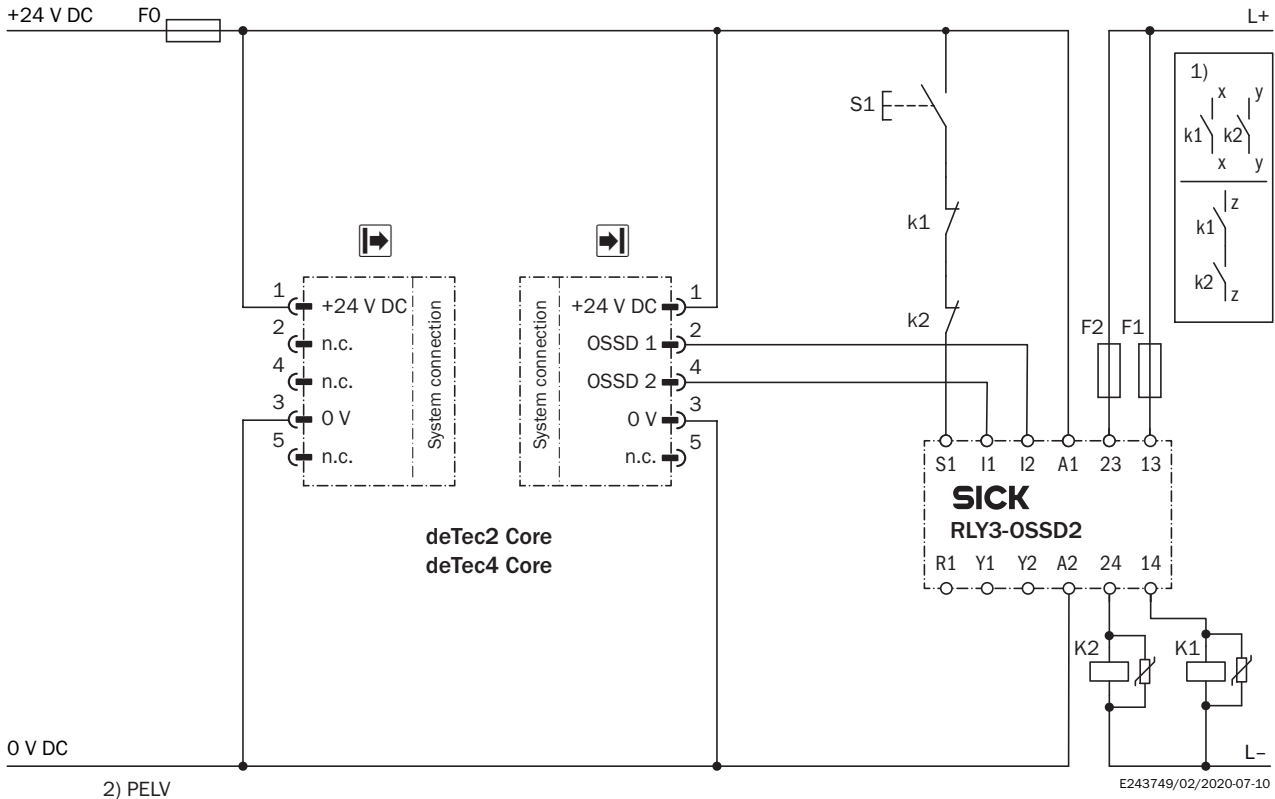 +24 V DC F0 L+
1)
x y
k1 k2
x y
z
k1
k2
z
S1
k1
k2
F2 F1
1 +24 V DC
2 n.c.
4 n.c.
3 0 V
5 n.c.
System connection
System connection
+24 V DC 1
OSSD 1 2
OSSD 2 4
0 V 3
n.c. 5
deTec2 Core
deTec4 Core
S1 I1 I2 A1 23 13
SICK
RLY3-OSSD2
R1 Y1 Y2 A2 24 14
K2 K1
0 V DC L–
2) PELV
E243749/02/2020-07-10